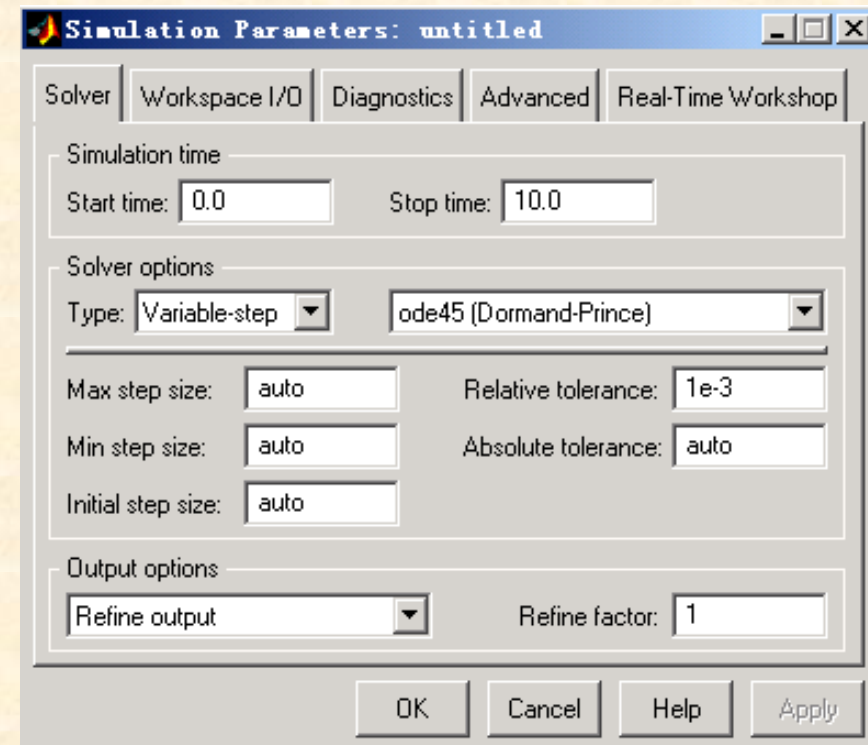 Simulation Parameters: untitled
Solver Workspace I/O Diagnostics Advanced Real-Time Workshop
Simulation time
Start time: 0.0 Stop time: 10.0
Solver options
Type: Variable-step ode45 (Dormand-Prince)
Max step size: auto Relative tolerance: 1e-3
Min step size: auto Absolute tolerance: auto
Initial step size: auto
Output options
Refine output Refine factor: 1
OK Cancel Help Apply